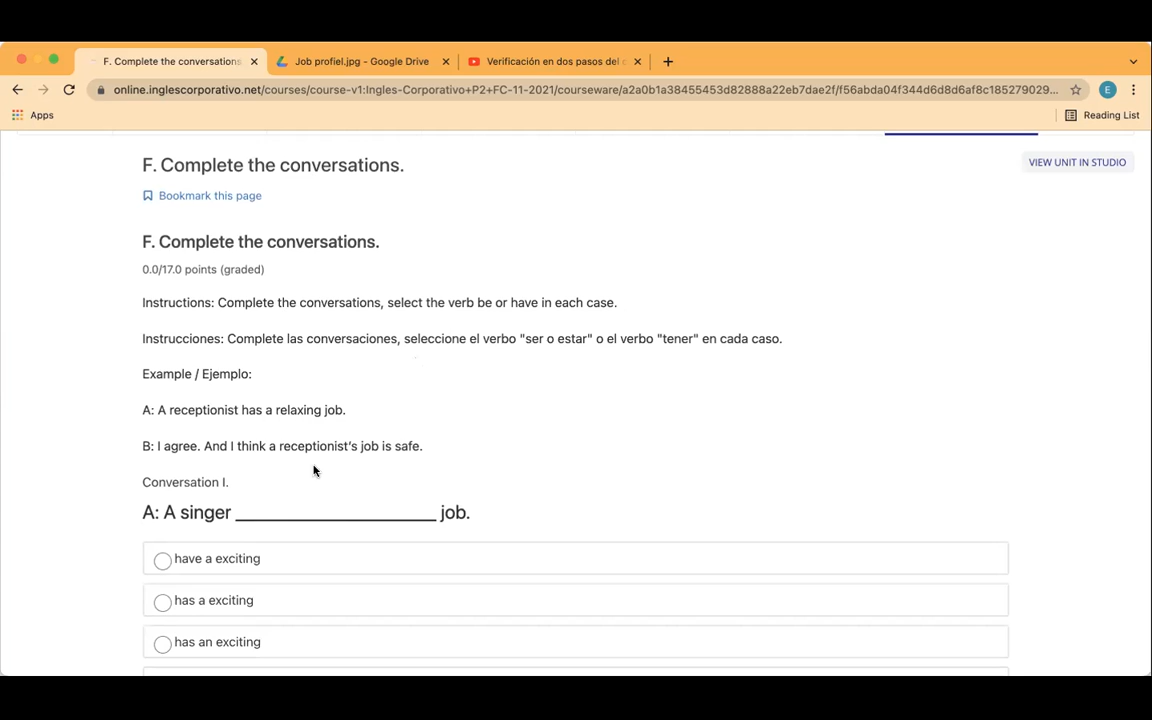 F. Complete the conversations.
Job profiel.jpg - Google Drive
Verificación en dos pasos del c
online.inglescorporativo.net/courses/course-v1:Ingles-Corporativo+P2+FC-11-2021/courseware/a2a0b1a38455453d82888a22eb7dae2f/f56abda04f344d6d8d6af8c185279029...
E
Apps
Reading List
F. Complete the conversations.
VIEW UNIT IN STUDIO
Bookmark this page
F. Complete the conversations.
0.0/17.0 points (graded)
Instructions: Complete the conversations, select the verb be or have in each case.
Instrucciones: Complete las conversaciones, seleccione el verbo "ser o estar" o el verbo "tener" en cada caso.
Example / Ejemplo:
A: A receptionist has a relaxing job.
B: I agree. And I think a receptionist’s job is safe.
Conversation I.
A: A singer ____________________ job.
have a exciting
has a exciting
has an exciting